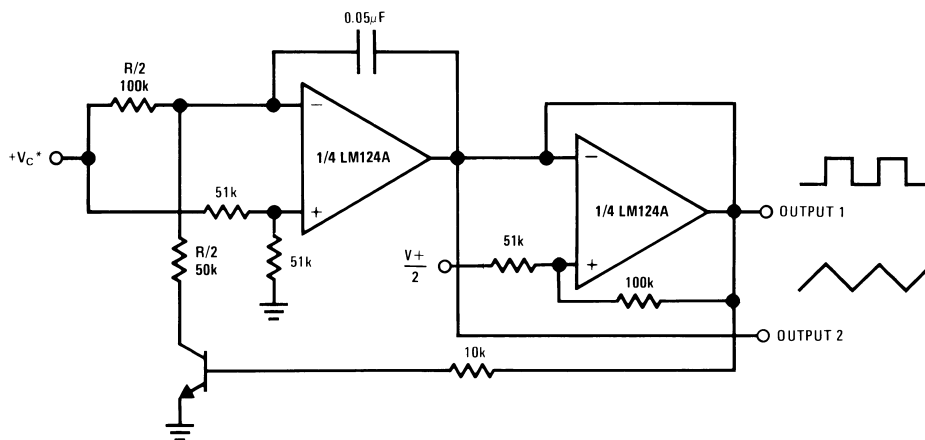 0.05μF
R/2
100k
+VC*
1/4 LM124A
51k
51k
R/2
50k
1/4 LM124A
OUTPUT 1
V+
2
51k
100k
OUTPUT 2
10k
−
+
−
+